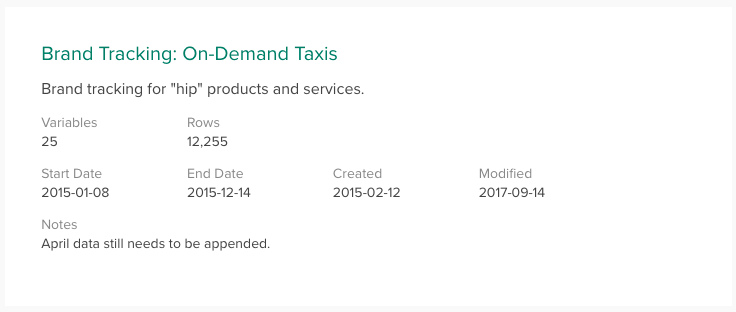 Brand Tracking: On-Demand Taxis
Brand tracking for "hip" products and services.
Variables Rows
25 12,255
Start Date End Date Created Modified
2015-01-08 2015-12-14 2015-02-12 2017-09-14
Notes
April data still needs to be appended.